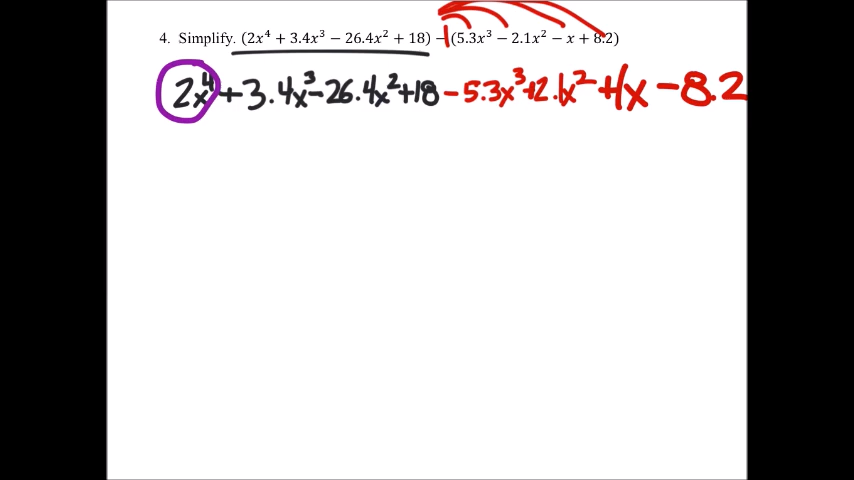 4. Simplify. (2x⁴ + 3.4x³ − 26.4x² + 18) − 1(5.3x³ − 2.1x² − x + 8.2)
2x⁴ + 3.4x³ − 26.4x² + 18 − 5.3x³ + 2.1x² + 1x − 8.2